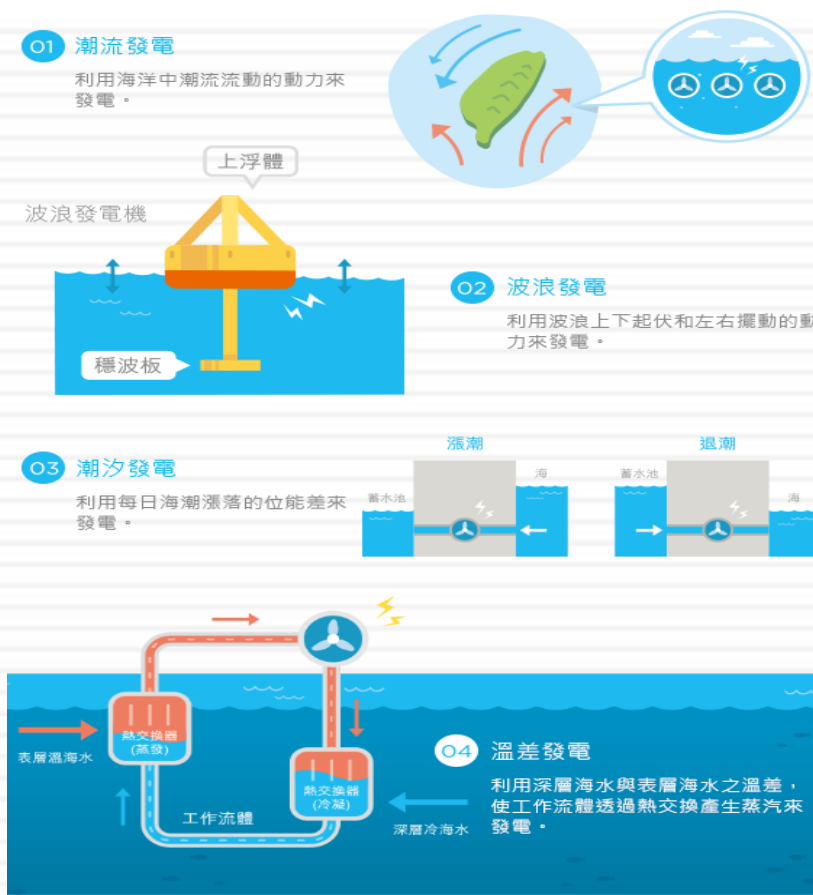 01 潮流發電
利用海洋中潮流流動的動力來
發電。
上浮體
波浪發電機
穩波板
02 波浪發電
利用波浪上下起伏和左右擺動的動
力來發電。
03 潮汐發電
利用每日海潮漲落的位能差來
發電。
漲潮
蓄水池
海
退潮
蓄水池
海
表層溫海水
熱交換器
(蒸發)
工作流體
熱交換器
(冷凝)
深層冷海水
04 溫差發電
利用深層海水與表層海水之溫差，
使工作流體透過熱交換產生蒸汽來
發電。